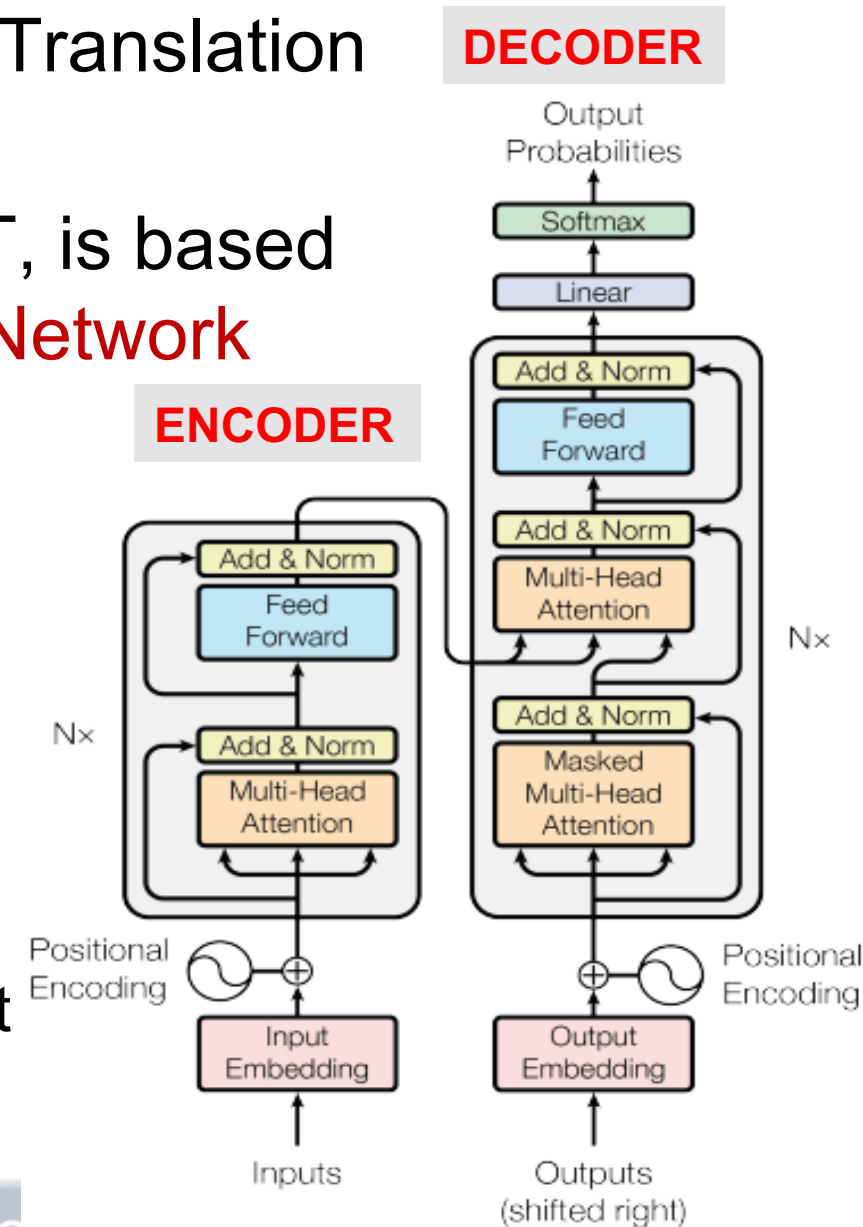 Translation
DECODER
Output
Probabilities
Softmax
, is based
Linear
Network
Add & Norm
ENCODER
Feed
Forward
Add & Norm
Add & Norm
Multi-Head
Attention
Feed
Forward
N×
Add & Norm
N×
Add & Norm
Masked
Multi-Head
Attention
Multi-Head
Attention
Positional
Encoding
Positional
Encoding
t
Input
Embedding
Output
Embedding
Inputs
Outputs
(shifted right)